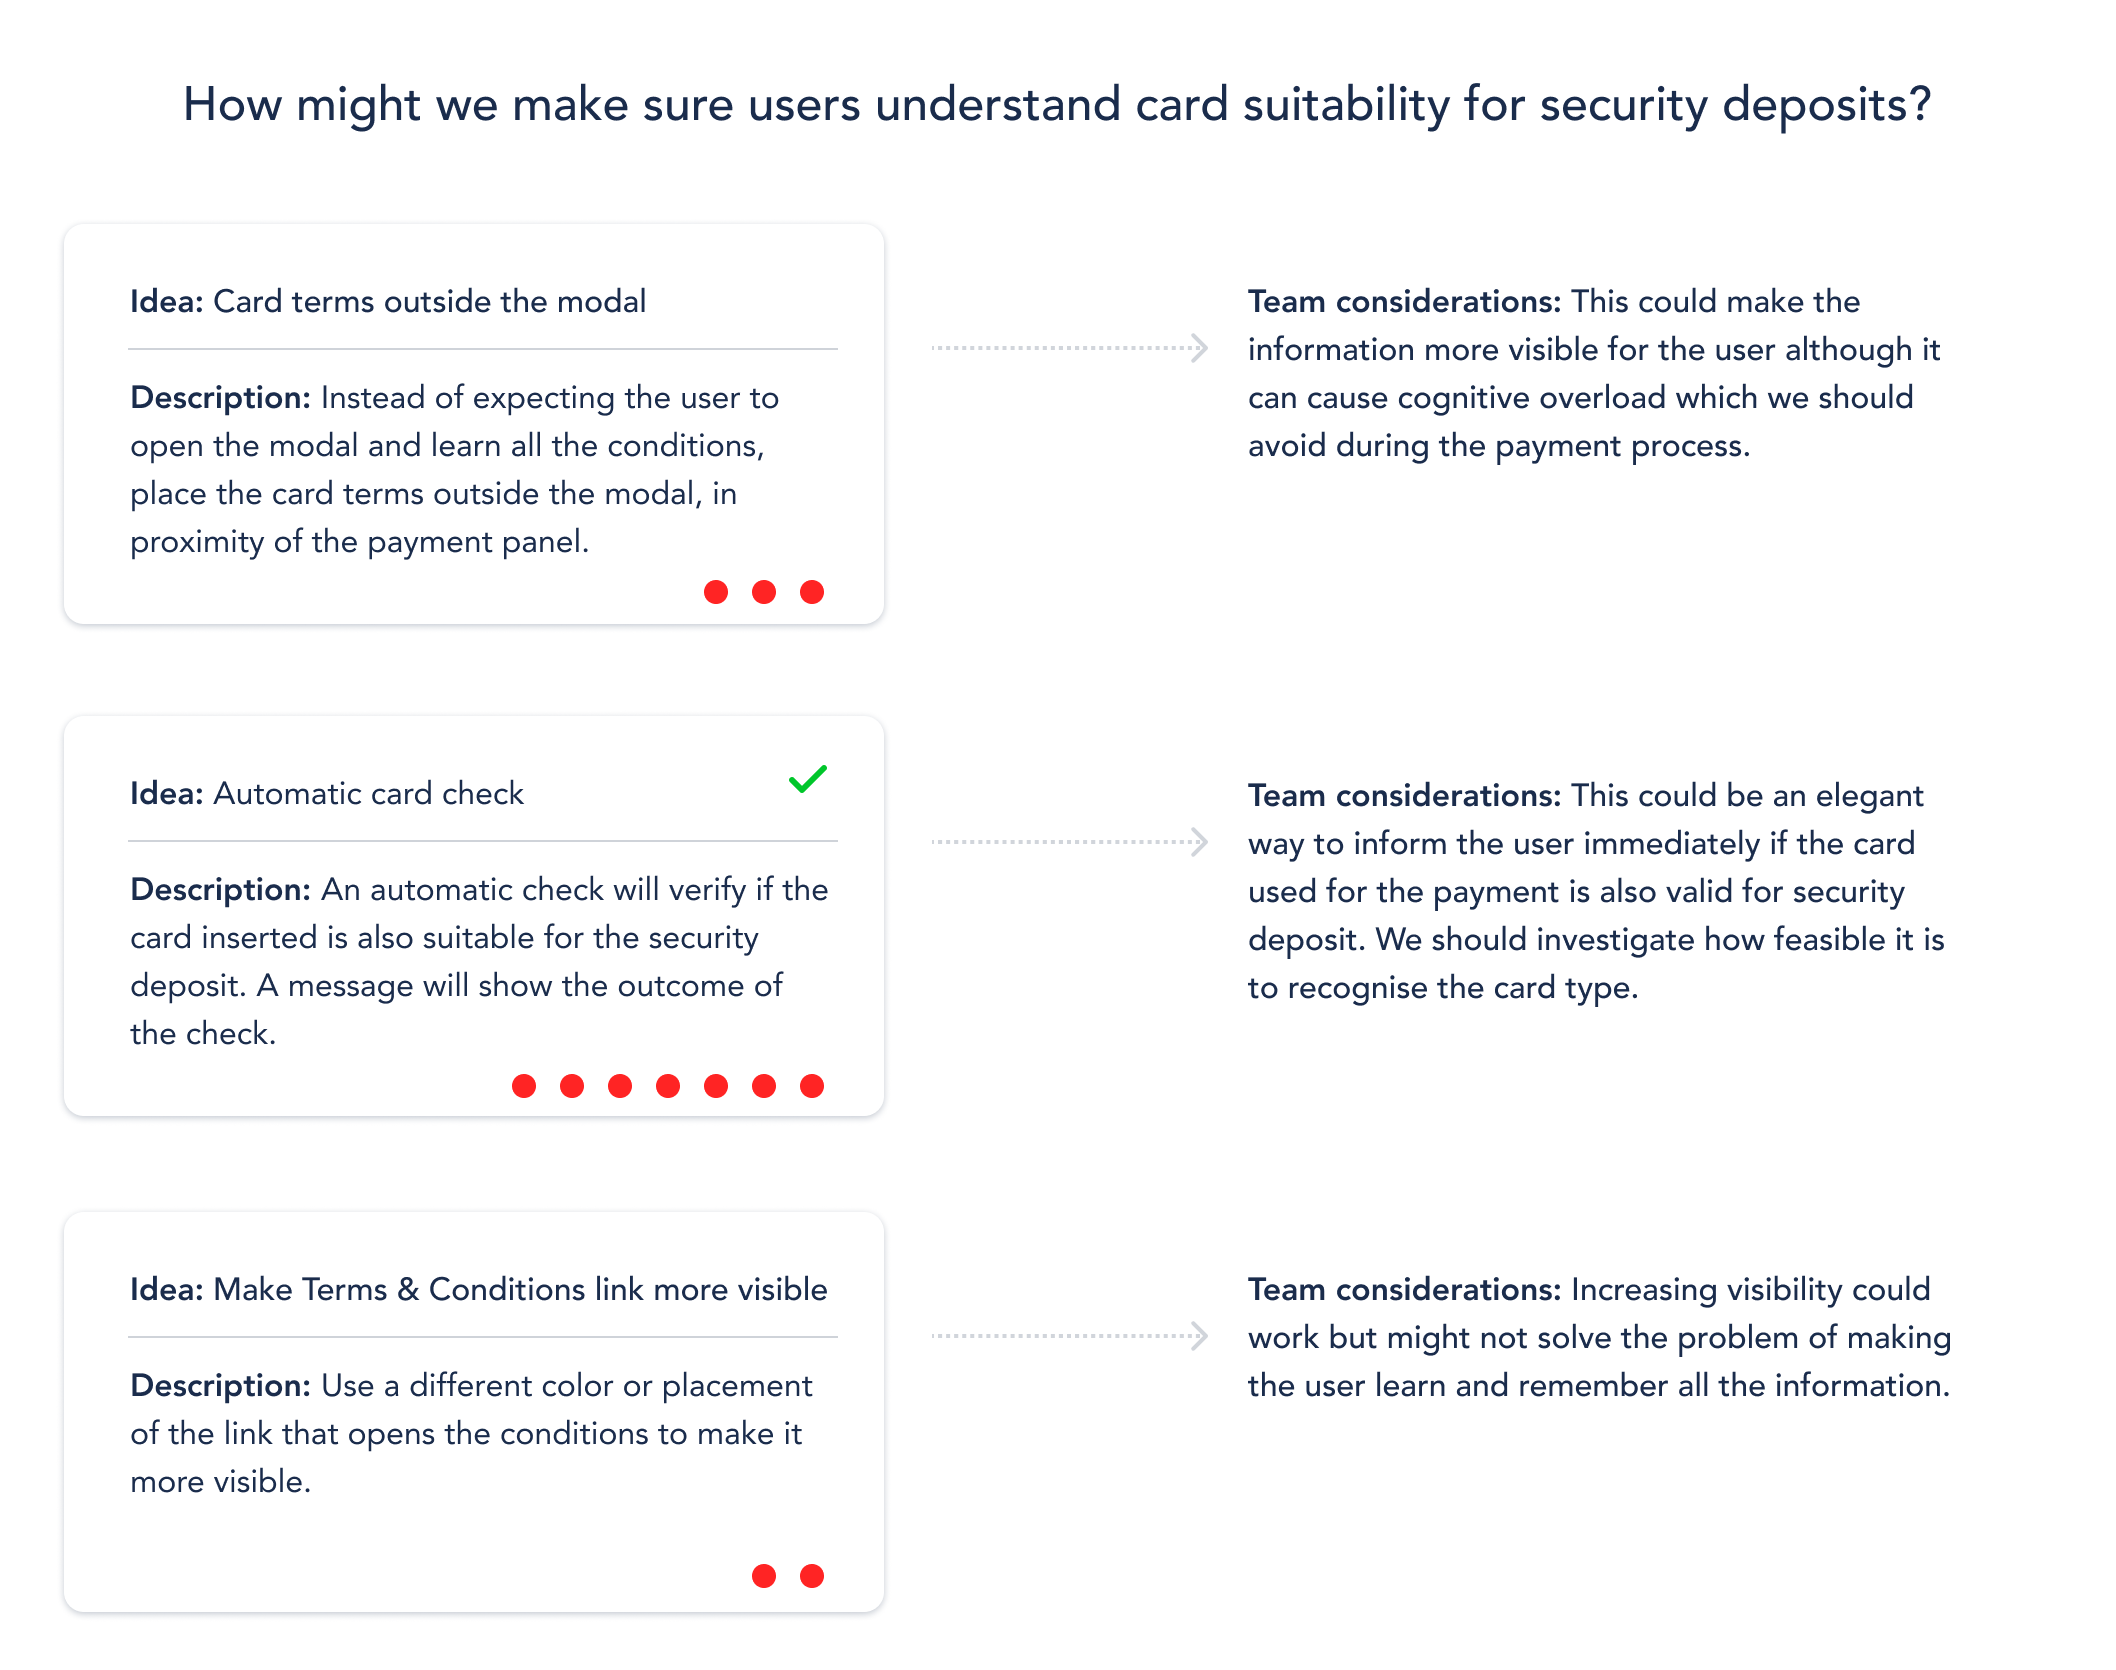 How might we make sure users understand card suitability for security deposits?
Idea: Card terms outside the modal
Description: Instead of expecting the user to
open the modal and learn all the conditions,
place the card terms outside the modal, in
proximity of the payment panel.
Team considerations: This could make the
information more visible for the user although it
can cause cognitive overload which we should
avoid during the payment process.
Idea: Automatic card check
Description: An automatic check will verify if the
card inserted is also suitable for the security
deposit. A message will show the outcome of
the check.
Team considerations: This could be an elegant
way to inform the user immediately if the card
used for the payment is also valid for security
deposit. We should investigate how feasible it is
to recognise the card type.
Idea: Make Terms & Conditions link more visible
Description: Use a different color or placement
of the link that opens the conditions to make it
more visible.
Team considerations: Increasing visibility could
work but might not solve the problem of making
the user learn and remember all the information.